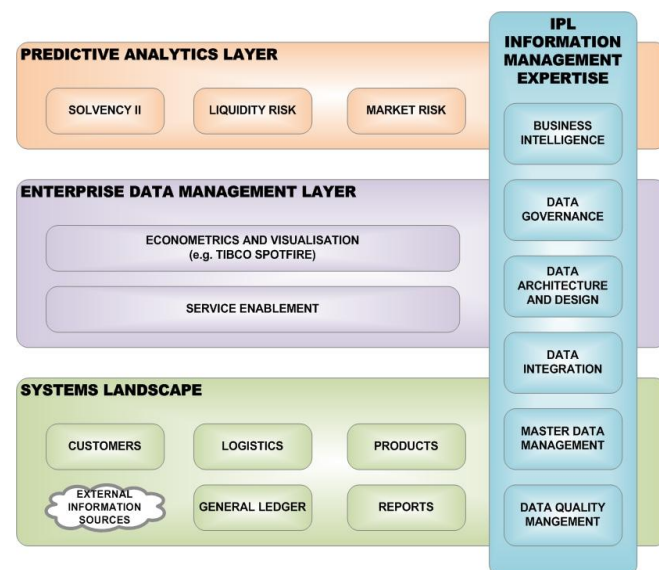 PREDICTIVE ANALYTICS LAYER
SOLVENCY II
LIQUIDITY RISK
MARKET RISK
ENTERPRISE DATA MANAGEMENT LAYER
ECONOMETRICS AND VISUALISATION
(e.g. TIBCO SPOTFIRE)
SERVICE ENABLEMENT
SYSTEMS LANDSCAPE
CUSTOMERS
LOGISTICS
PRODUCTS
EXTERNAL
INFORMATION
SOURCES
GENERAL LEDGER
REPORTS
IPL
INFORMATION
MANAGEMENT
EXPERTISE
BUSINESS
INTELLIGENCE
DATA
GOVERNANCE
DATA
ARCHITECTURE
AND DESIGN
DATA
INTEGRATION
MASTER DATA
MANAGEMENT
DATA QUALITY
MANGEMENT